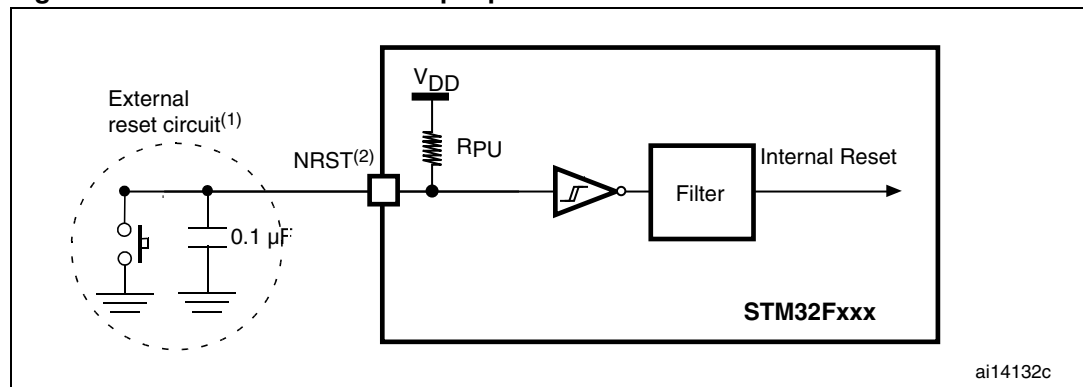 External
reset circuit(1)
VDD
RPU
NRST(2)
Internal Reset
Filter
0.1 µF
STM32Fxxx
ai14132c